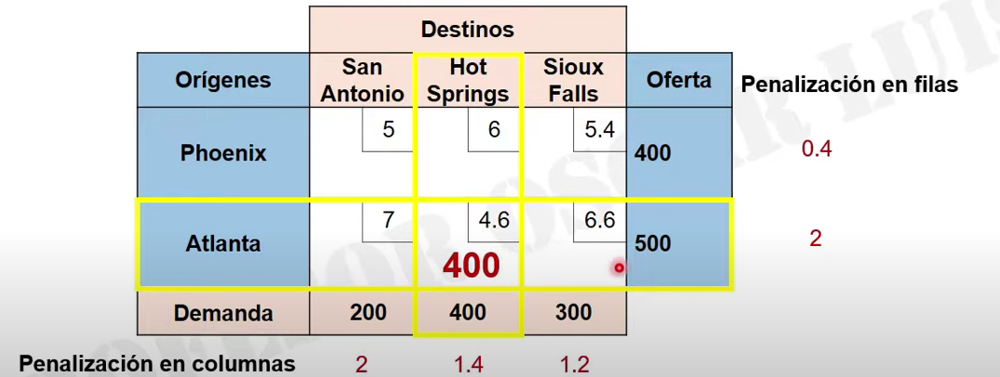 Destinos
Orígenes San Antonio Hot Springs Sioux Falls Oferta Penalización en filas
Phoenix 5 6 5.4 400 0.4
Atlanta 7 4.6 6.6 500 2
400
Demanda 200 400 300
Penalización en columnas 2 1.4 1.2